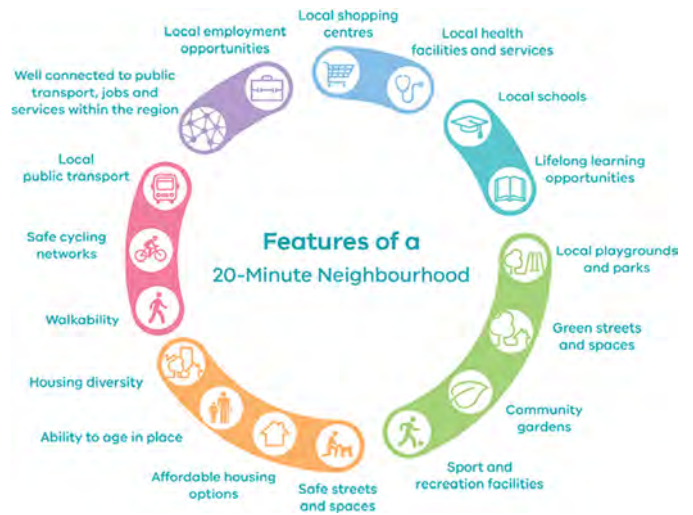 Features of a
20-Minute Neighbourhood
Local shopping
centres
Local health
facilities and services
Local schools
Lifelong learning
opportunities
Local playgrounds
and parks
Green streets
and spaces
Community
gardens
Sport and
recreation facilities
Safe streets
and spaces
Affordable housing
options
Ability to age in place
Housing diversity
Walkability
Safe cycling
networks
Local
public transport
Well connected to public
transport, jobs and
services within the region
Local employment
opportunities